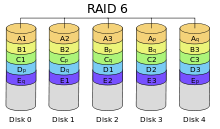 RAID 6
A1 A2 A3 Ap Aq
B1 B2 Bp Bq B3
C1 Cp Cq C2 C3
Dp Dq D1 D2 D3
Eq E1 E2 E3 Ep
Disk 0 Disk 1 Disk 2 Disk 3 Disk 4